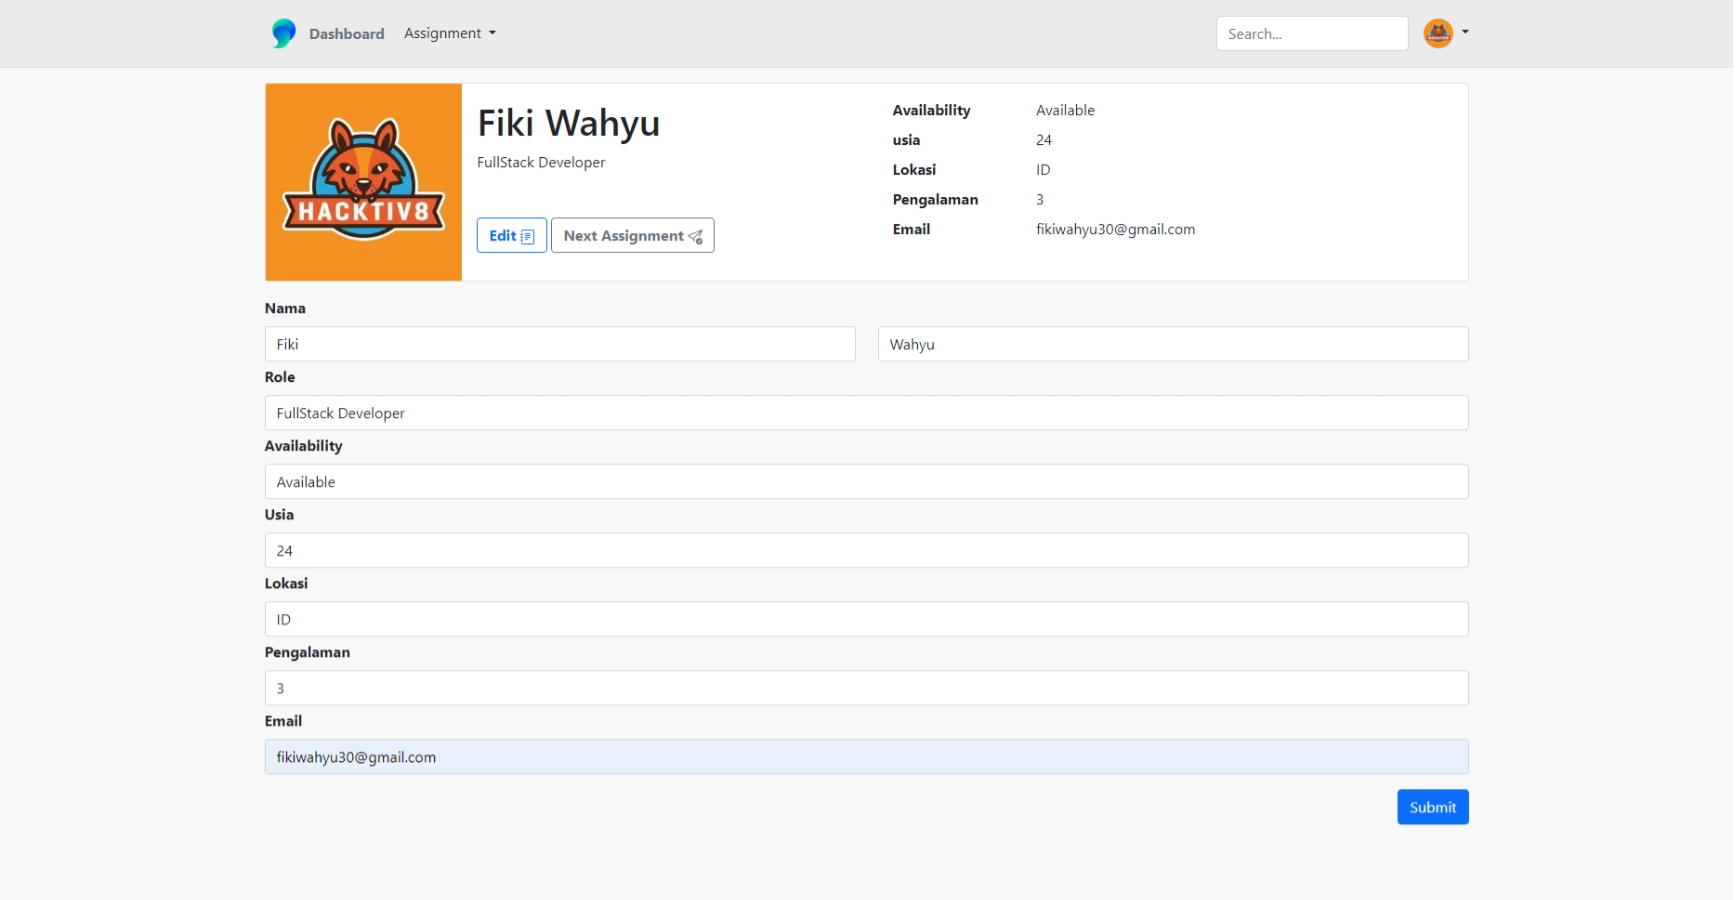 Dashboard Assignment Search...
HACKTIV8
Fiki Wahyu
FullStack Developer
Edit Next Assignment
Availability Available
usia 24
Lokasi ID
Pengalaman 3
Email fikiwahyu30@gmail.com
Nama
Fiki Wahyu
Role
FullStack Developer
Availability
Available
Usia
24
Lokasi
ID
Pengalaman
3
Email
fikiwahyu30@gmail.com
Submit